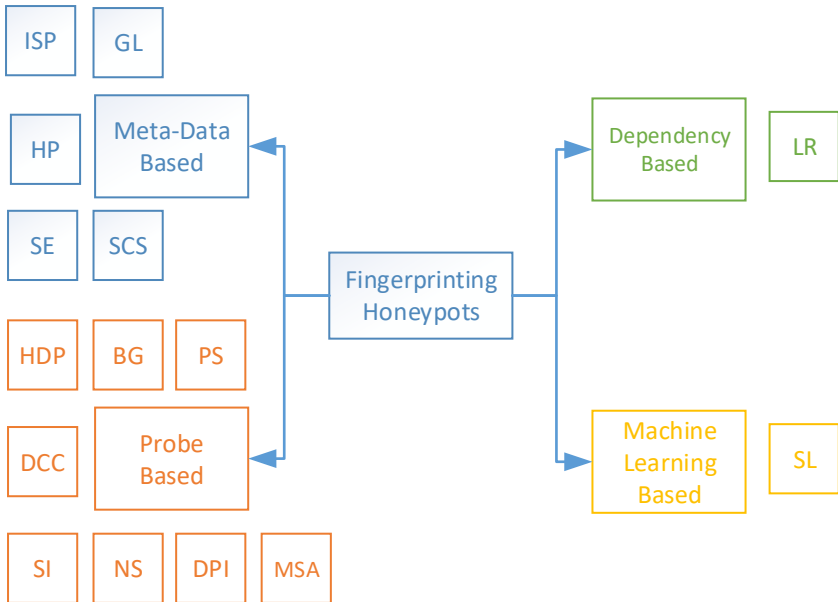 ISP
GL
HP
Meta-Data
Based
SE
SCS
HDP
BG
PS
DCC
Probe
Based
SI
NS
DPI
MSA
Fingerprinting
Honeypots
Dependency
Based
LR
Machine
Learning
Based
SL